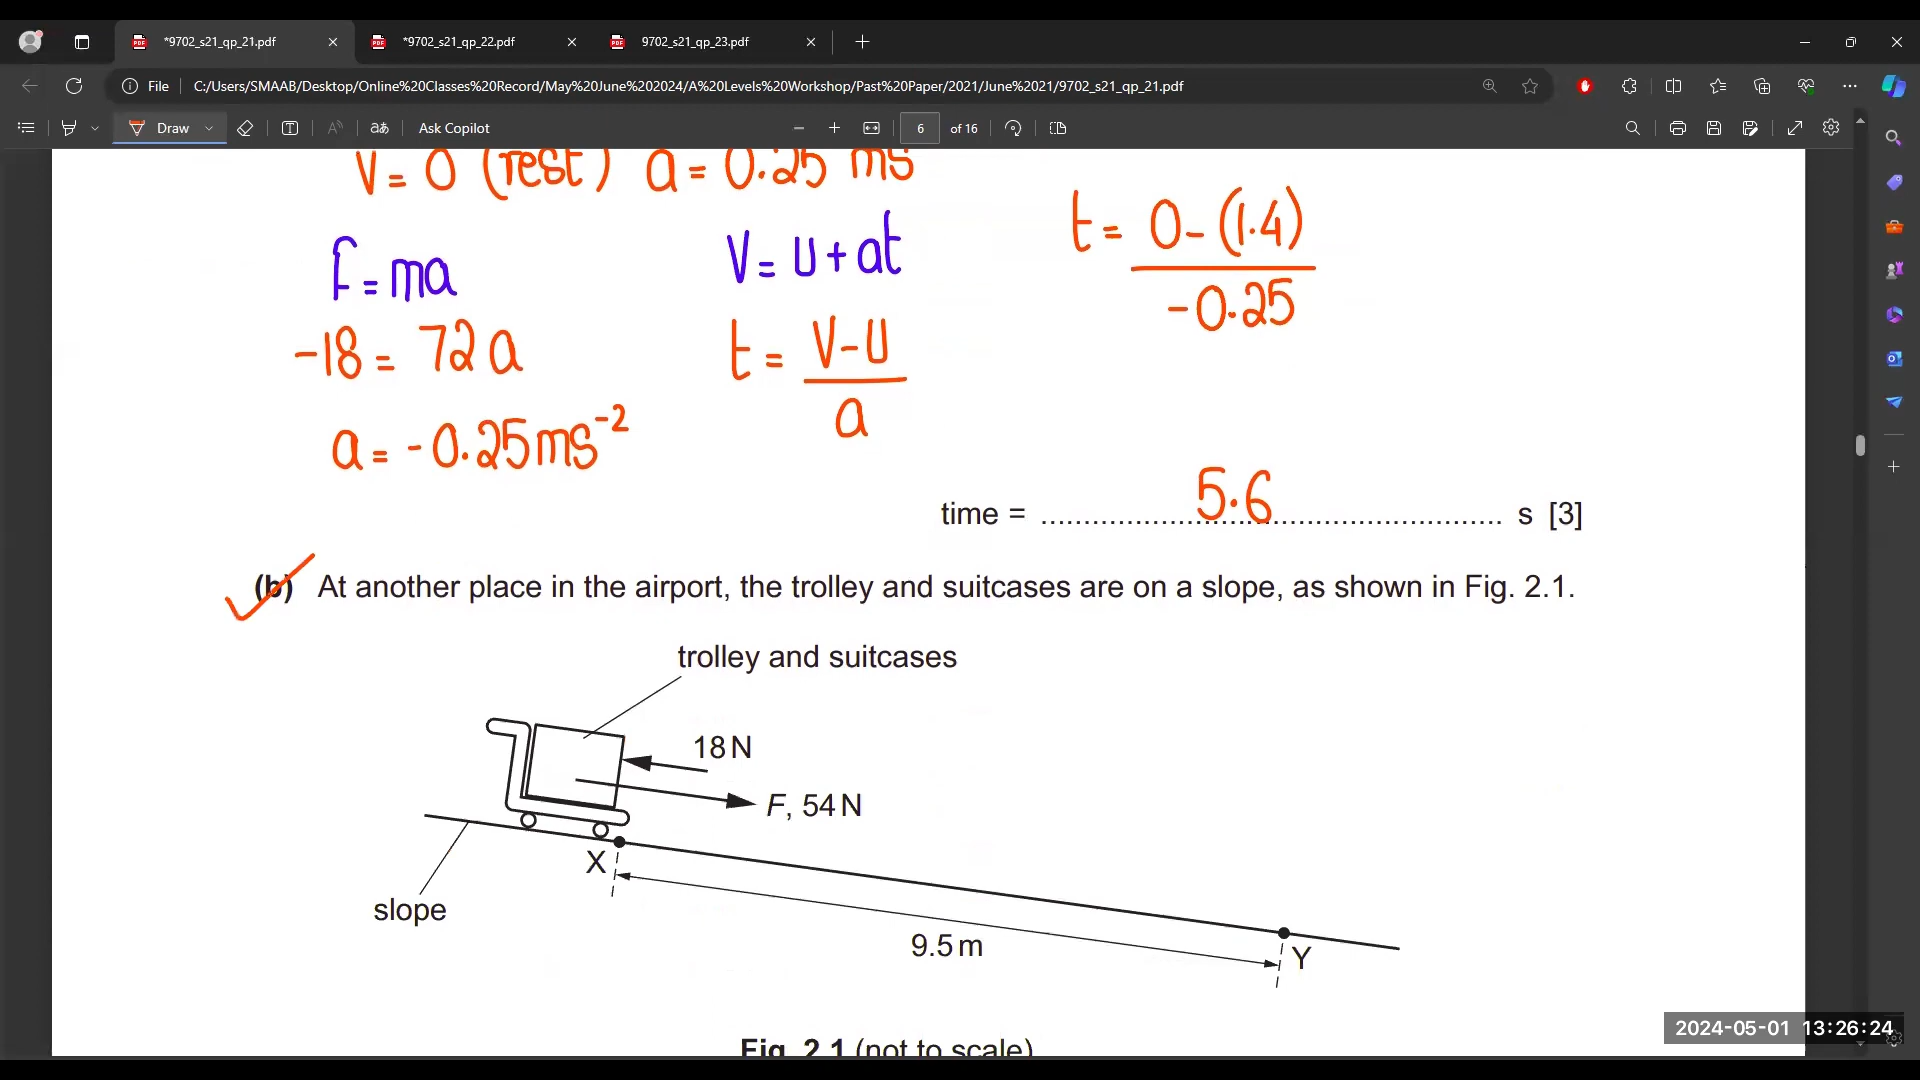 *9702_s21_qp_21.pdf
*9702_s21_qp_22.pdf
9702_s21_qp_23.pdf
File
C:/Users/SMAAB/Desktop/Online%20Classes%20Record/May%20June%202024/A%20Levels%20Workshop/Past%20Paper/2021/June%2021/9702_s21_qp_21.pdf
Draw
Ask Copilot
6
of 16
V = 0 (rest) a = 0.25 ms
t = 0 - (1.4) / -0.25
F = ma
V = U + at
-18 = 72 a
t = V - U / a
a = -0.25 ms⁻²
5.6
time = ...................................................... s [3]
(b) At another place in the airport, the trolley and suitcases are on a slope, as shown in Fig. 2.1.
trolley and suitcases
18 N
F, 54 N
X
slope
9.5 m
Y
Fig. 2.1 (not to scale)
2024-05-01 13:26:24